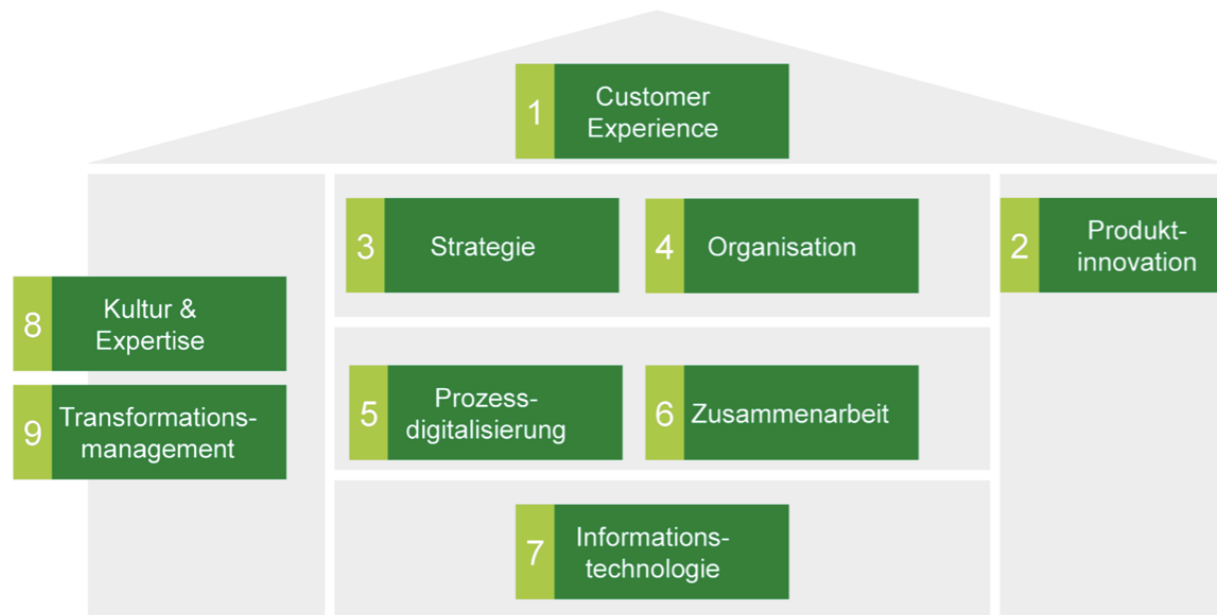 1
Customer
Experience
3
Strategie
4
Organisation
2
Produkt-
innovation
8
Kultur &
Expertise
9
Transformations-
management
5
Prozess-
digitalisierung
6
Zusammenarbeit
7
Informations-
technologie